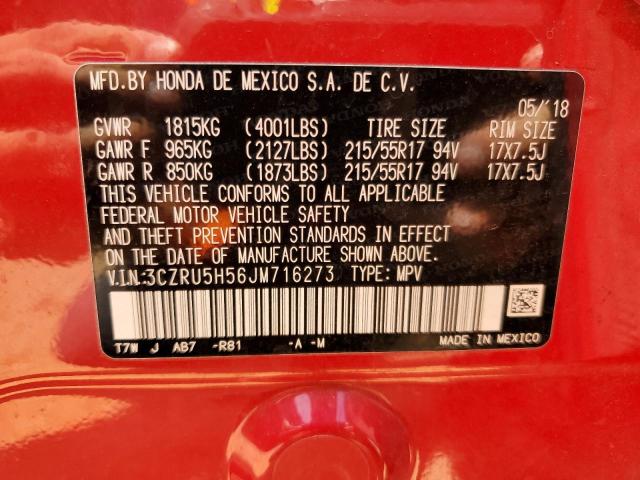 MFD.BY HONDA DE MEXICO S.A. DE C.V.
05/'18
GVWR 1815KG (4001LBS) TIRE SIZE RIM SIZE
GAWR F 965KG (2127LBS) 215/55R17 94V 17X7.5J
GAWR R 850KG (1873LBS) 215/55R17 94V 17X7.5J
THIS VEHICLE CONFORMS TO ALL APPLICABLE
FEDERAL MOTOR VEHICLE SAFETY
AND THEFT PREVENTION STANDARDS IN EFFECT
ON THE DATE OF MANUFACTURE SHOWN ABOVE.
V.I.N:3CZRU5H56JM716273 TYPE: MPV
T7W J AB7 -R81 -A -M MADE IN MEXICO